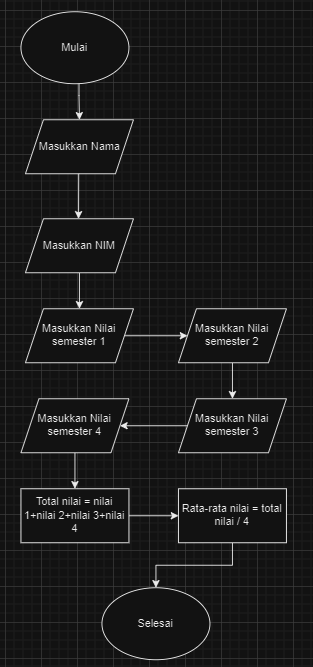 Mulai
Masukkan Nama
Masukkan NIM
Masukkan Nilai
semester 1
Masukkan Nilai
semester 2
Masukkan Nilai
semester 3
Masukkan Nilai
semester 4
Total nilai = nilai
1+nilai 2+nilai 3+nilai
4
Rata-rata nilai = total
nilai / 4
Selesai